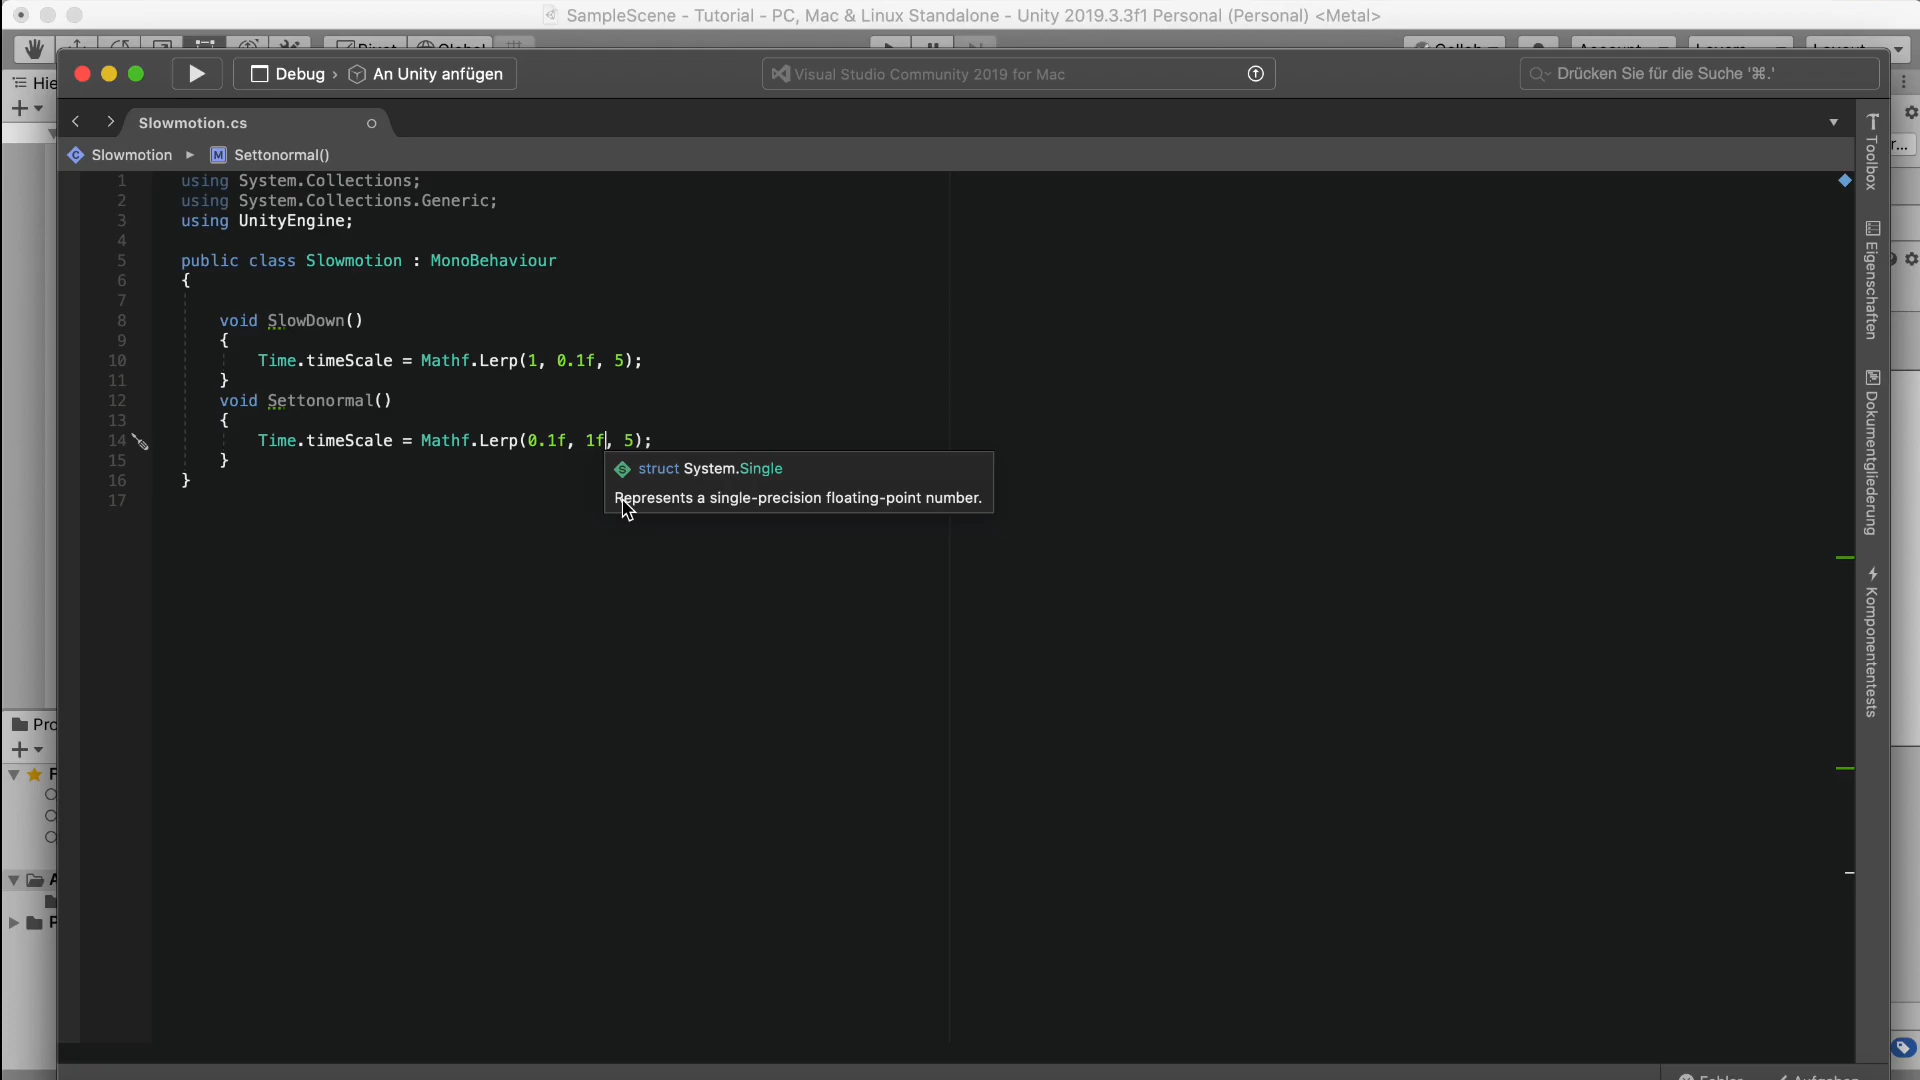 SampleScene - Tutorial - PC, Mac & Linux Standalone - Unity 2019.3.3f1 Personal (Personal) <Metal>
Hie
Debug › An Unity anfügen
Visual Studio Community 2019 for Mac
Drücken Sie für die Suche '⌘.'
Slowmotion.cs
Slowmotion ▸ M Settonormal()
1 using System.Collections;
2 using System.Collections.Generic;
3 using UnityEngine;
4
5 public class Slowmotion : MonoBehaviour
6 {
7
8 void SlowDown()
9 {
10 Time.timeScale = Mathf.Lerp(1, 0.1f, 5);
11 }
12 void Settonormal()
13 {
14 Time.timeScale = Mathf.Lerp(0.1f, 1f, 5);
15 }
16 }
17
S struct System.Single
Represents a single-precision floating-point number.
Toolbox
Eigenschaften
Dokumentgliederung
Komponententests
r...
Pro
F
A
P